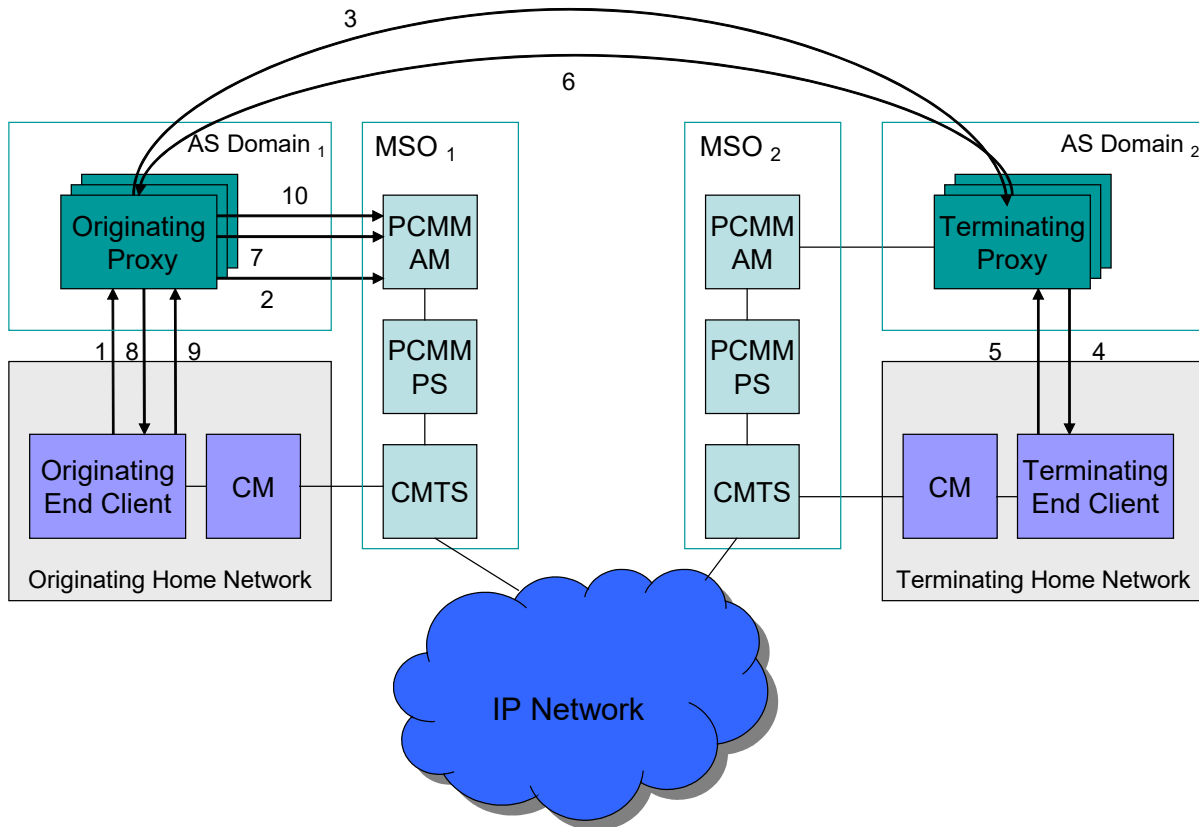 3
6
AS Domain 1
MSO 1
MSO 2
AS Domain 2
10
Originating
Proxy
7
2
PCMM
AM
PCMM
AM
Terminating
Proxy
1
8
9
PCMM
PS
PCMM
PS
5
4
Originating
End Client
CM
CMTS
CMTS
CM
Terminating
End Client
Originating Home Network
Terminating Home Network
IP Network